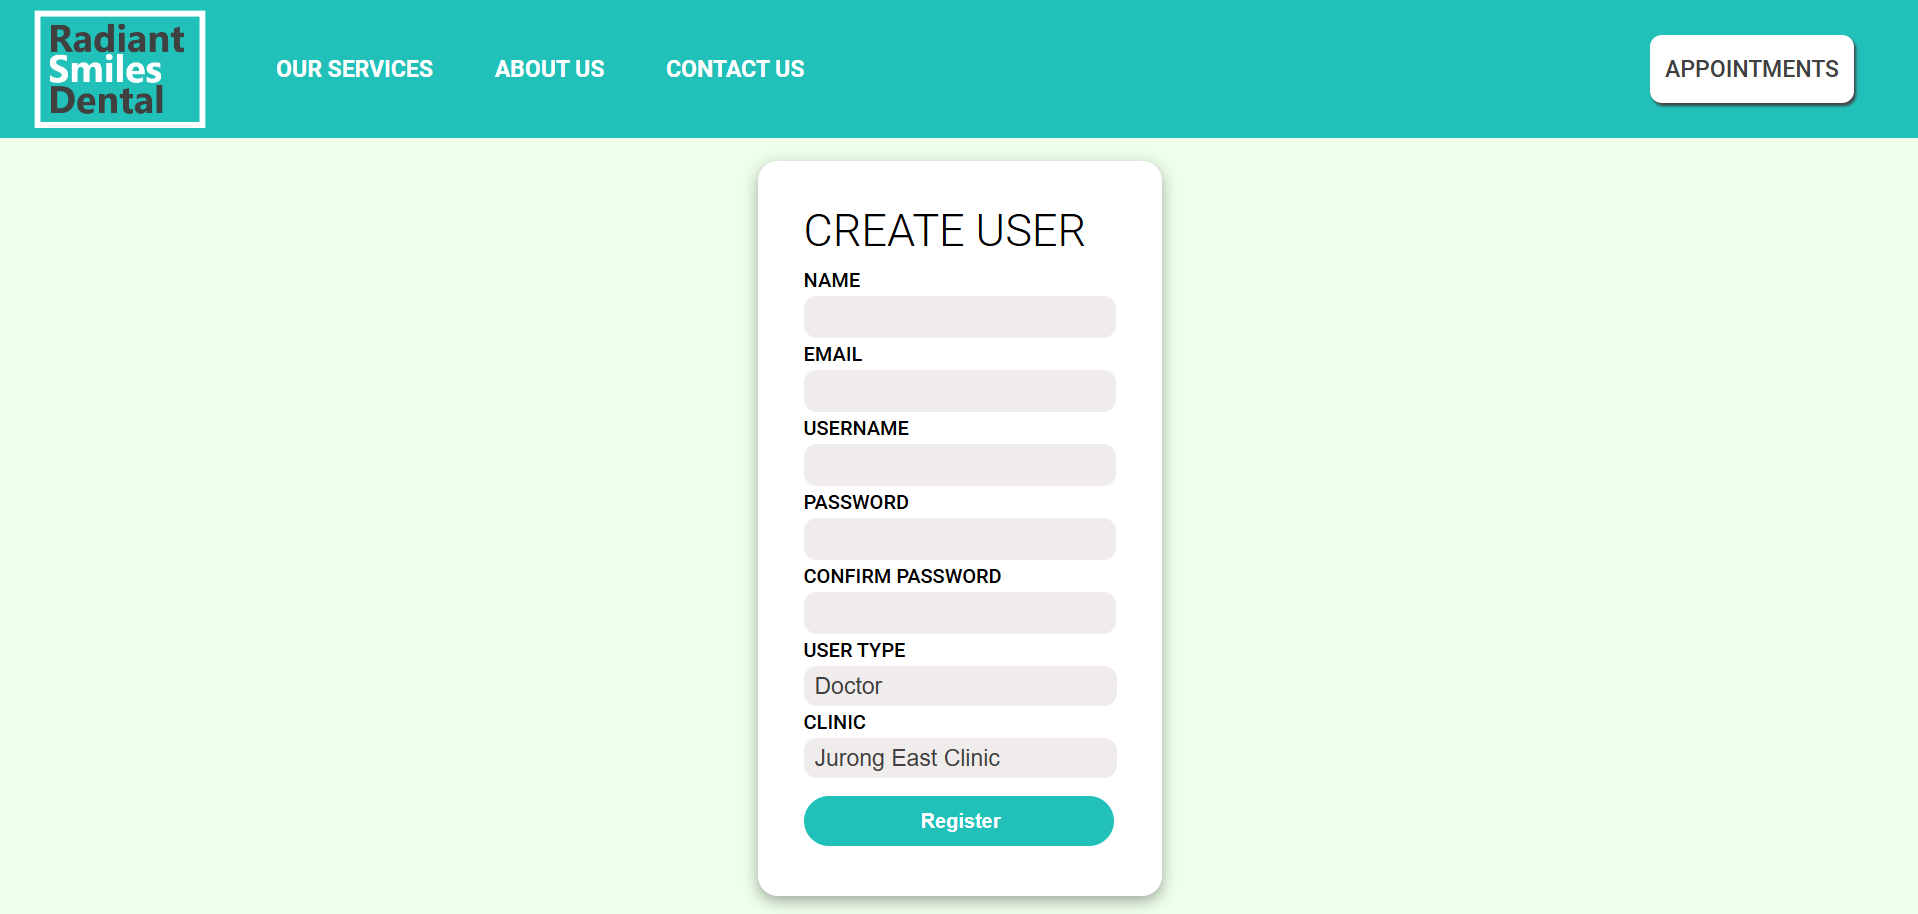 Radiant
Smiles
Dental
OUR SERVICES
ABOUT US
CONTACT US
APPOINTMENTS
CREATE USER
NAME
EMAIL
USERNAME
PASSWORD
CONFIRM PASSWORD
USER TYPE
Doctor
CLINIC
Jurong East Clinic
Register